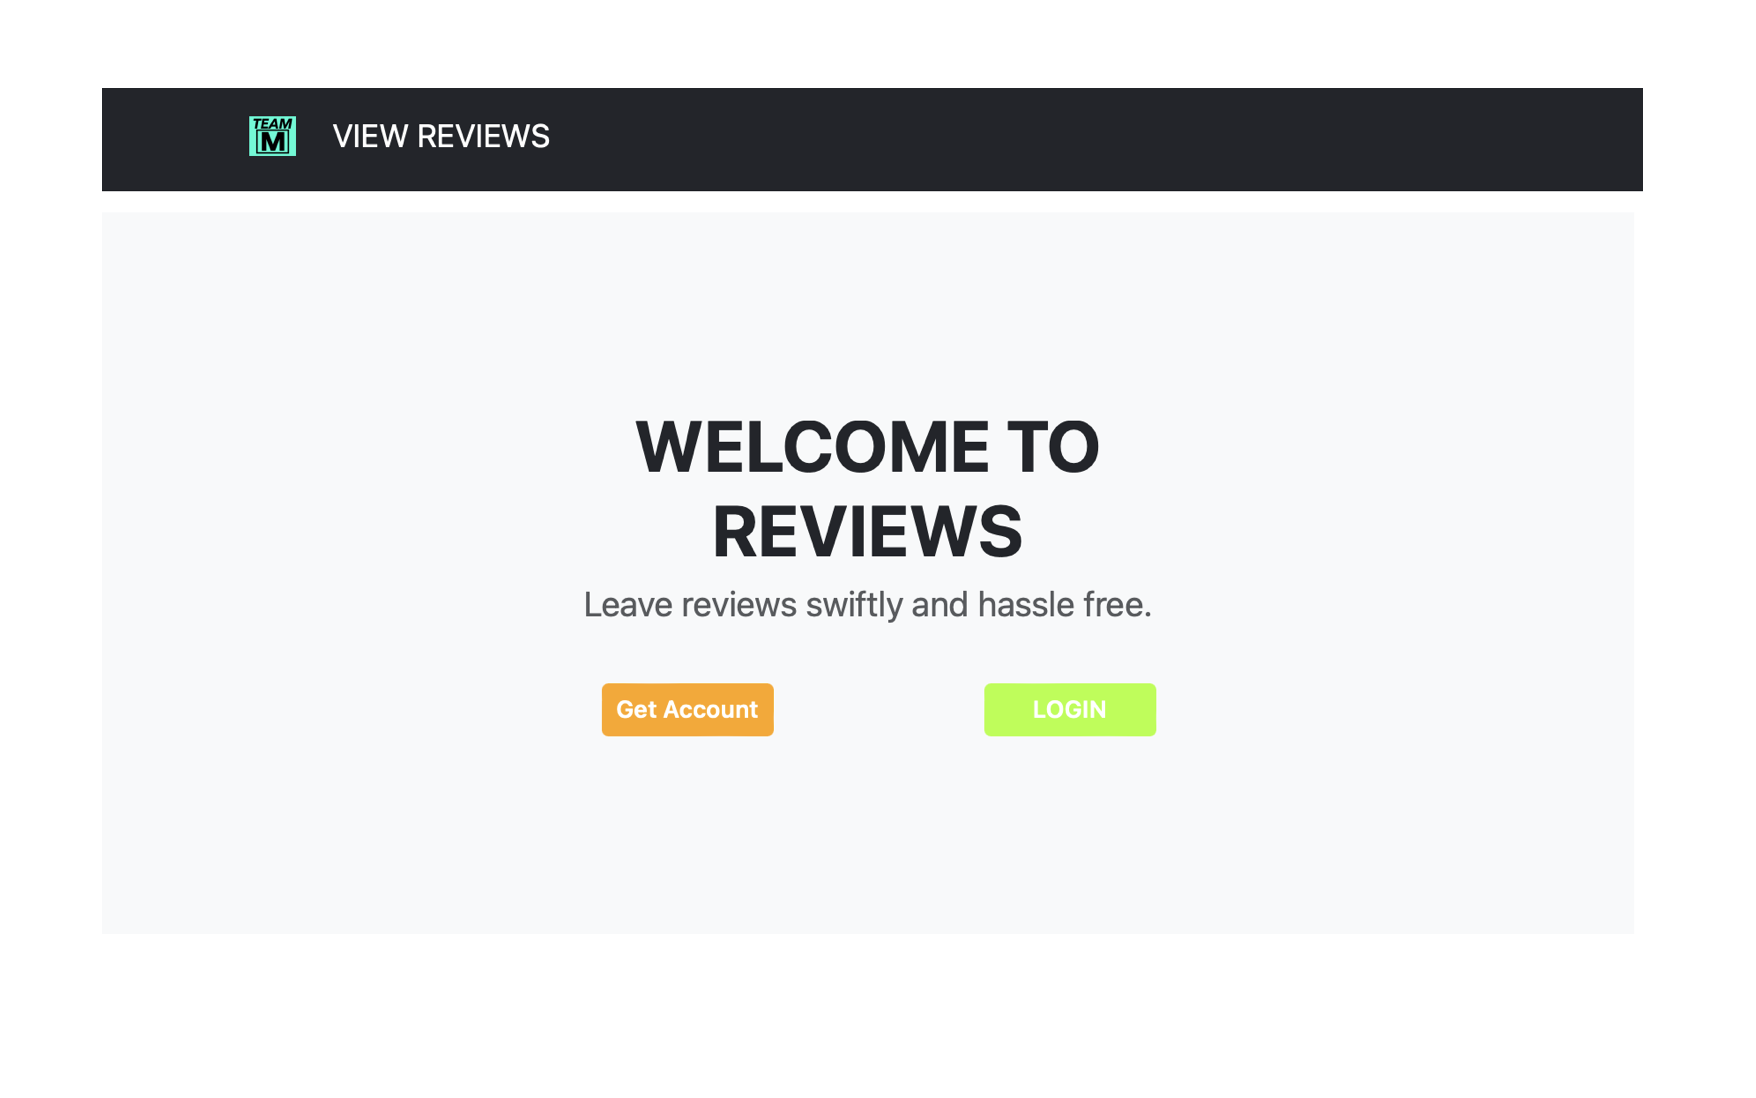 TEAM
M
VIEW REVIEWS
WELCOME TO
REVIEWS
Leave reviews swiftly and hassle free.
Get Account
LOGIN